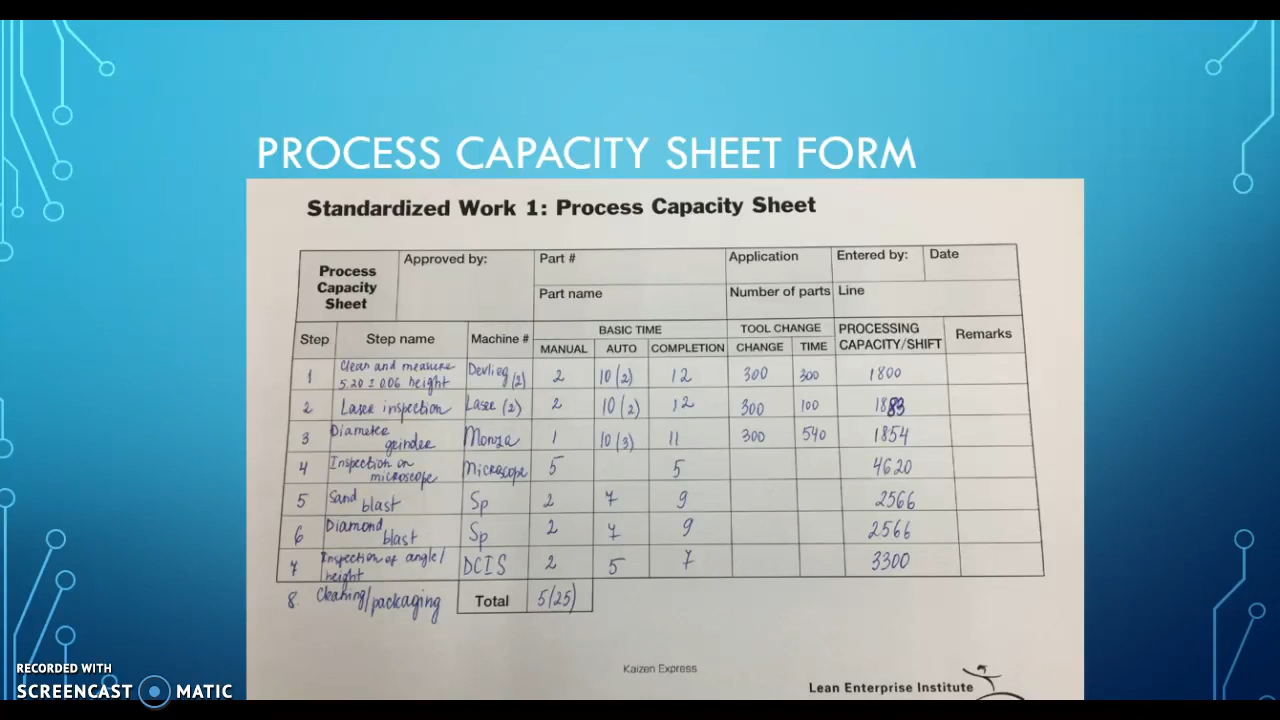 PROCESS CAPACITY SHEET FORM
Standardized Work 1: Process Capacity Sheet
Process Capacity Sheet
Approved by:
Part #
Application
Entered by:
Date
Part name
Number of parts
Line
Step
Step name
Machine #
BASIC TIME
TOOL CHANGE
PROCESSING CAPACITY/SHIFT
Remarks
MANUAL AUTO COMPLETION CHANGE TIME
1 Clean and measure 5.20 ± 0.06 height Devlieg (2) 2 10 (2) 12 300 300 1800
2 Laser inspection Laser (2) 2 10 (2) 12 300 100 1883
3 Diameter grinder Monza 1 10 (3) 11 300 540 1854
4 Inspection on microscope Microscope 5 5 4620
5 Sand blast Sp 2 7 9 2566
6 Diamond blast Sp 2 7 9 2566
7 Inspection of angle/ height DCIS 2 5 7 3300
8. Cleaning/packaging Total 5(25)
Kaizen Express
Lean Enterprise Institute
RECORDED WITH
SCREENCAST MATIC